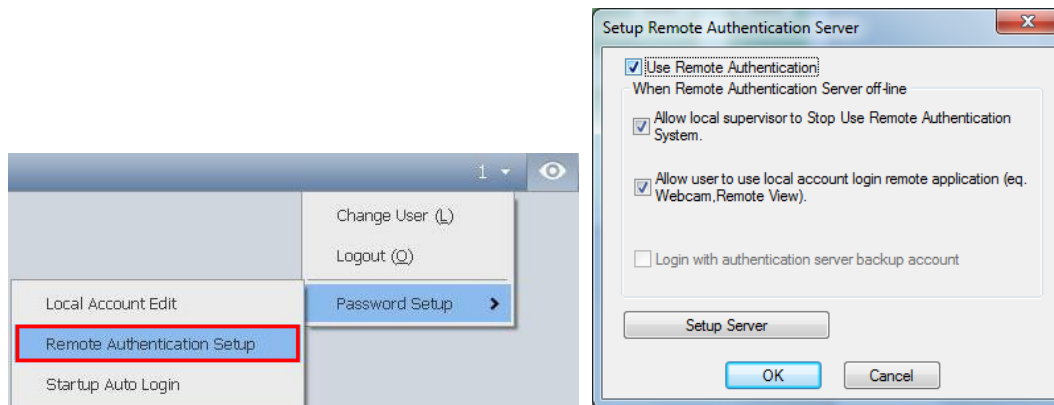 1
Change User (L)
Logout (O)
Password Setup
Local Account Edit
Remote Authentication Setup
Startup Auto Login
Setup Remote Authentication Server
Use Remote Authentication
When Remote Authentication Server off-line
Allow local supervisor to Stop Use Remote Authentication
System.
Allow user to use local account login remote application (eq.
Webcam,Remote View).
Login with authentication server backup account
Setup Server
OK
Cancel